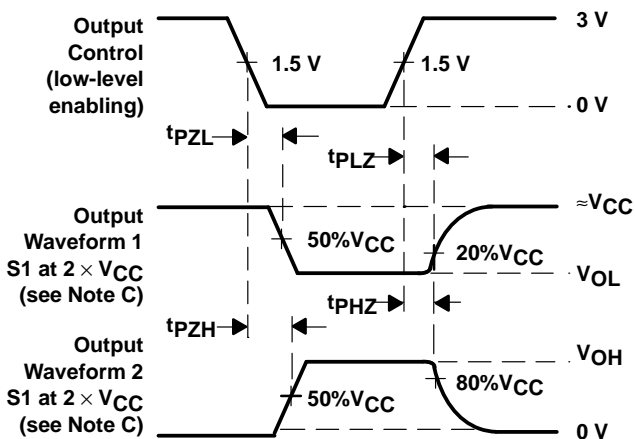 Output
Control
(low-level
enabling)
1.5 V
1.5 V
3 V
0 V
tPZL
tPLZ
Output
Waveform 1
S1 at 2 × VCC
(see Note C)
50%VCC
20%VCC
≈VCC
VOL
tPZH
tPHZ
Output
Waveform 2
S1 at 2 × VCC
(see Note C)
50%VCC
80%VCC
VOH
0 V